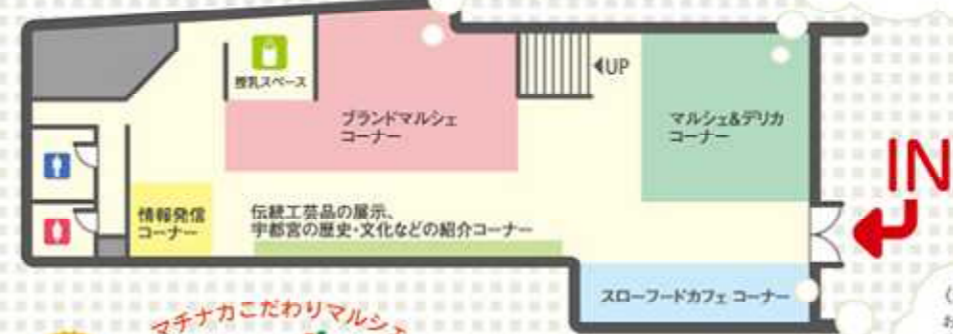 授乳スペース
UP
ブランドマルシェ
コーナー
マルシェ&デリカ
コーナー
IN
情報発信
コーナー
伝統工芸品の展示、
宇都宮の歴史・文化などの紹介コーナー
スローフードカフェ コーナー
マチナカこだわりマルシェ